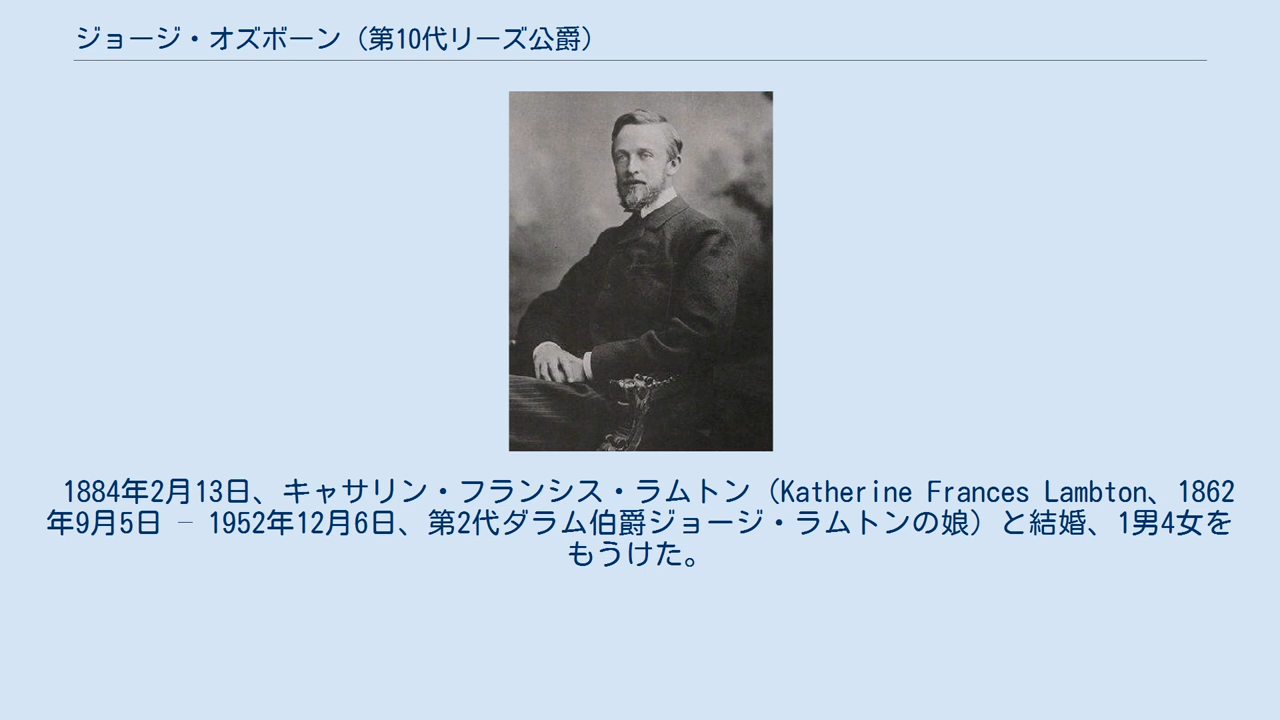 ジョージ・オズボーン（第10代リーズ公爵）
1884年2月13日、キャサリン・フランシス・ラムトン（Katherine Frances Lambton、1862
年9月5日 – 1952年12月6日、第2代ダラム伯爵ジョージ・ラムトンの娘）と結婚、1男4女を
もうけた。